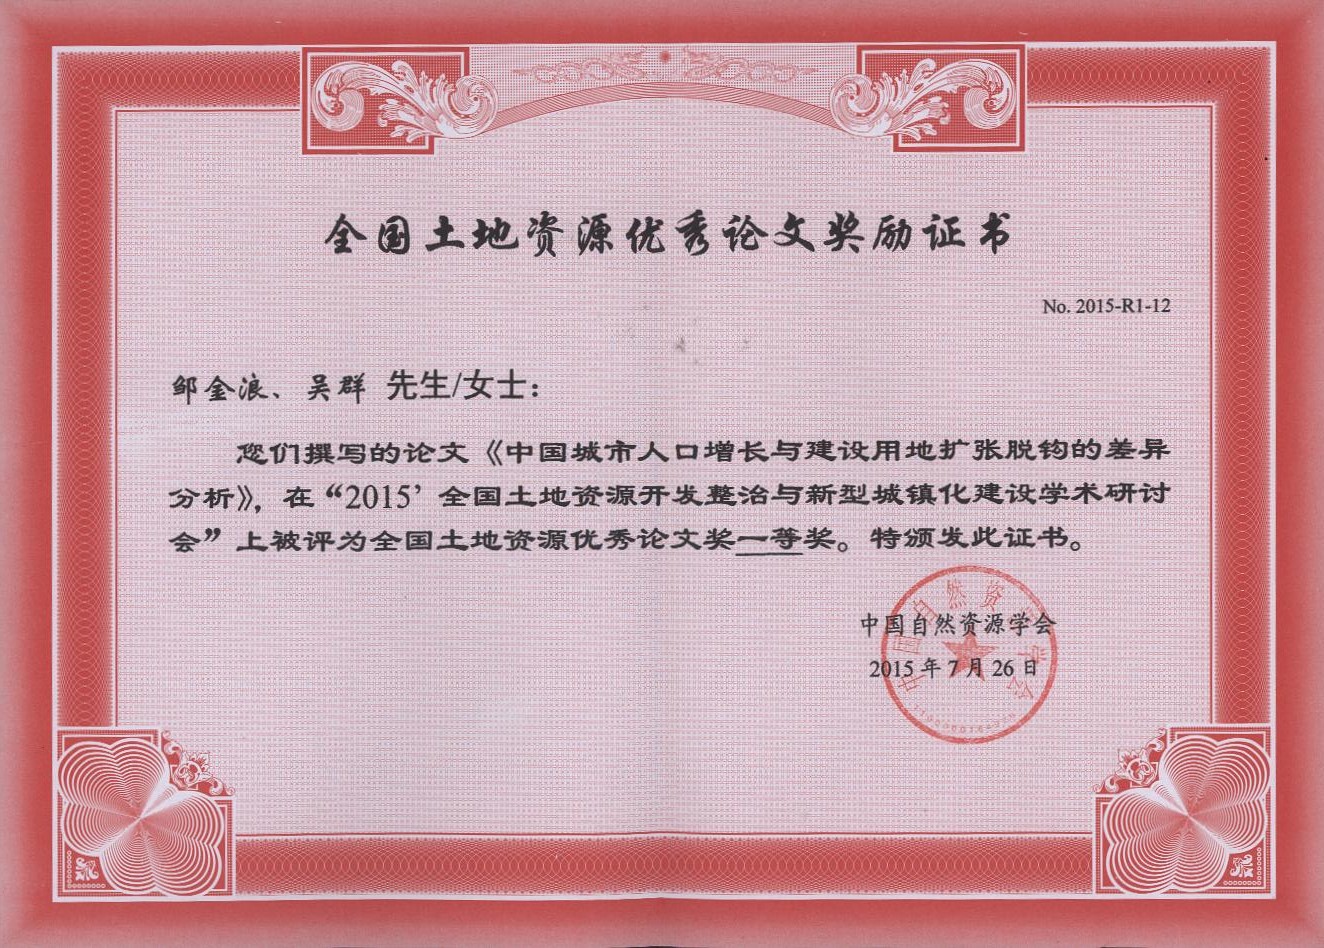 全国土地资源优秀论文奖励证书
No. 2015-R1-12
邹金浪、吴群 先生/女士：
您们撰写的论文《中国城市人口增长与建设用地扩张脱钩的差异
分析》，在“2015’全国土地资源开发整治与新型城镇化建设学术研讨
会”上被评为全国土地资源优秀论文奖一等奖。特颁发此证书。
中国自然资源学会
2015 年 7 月 26 日